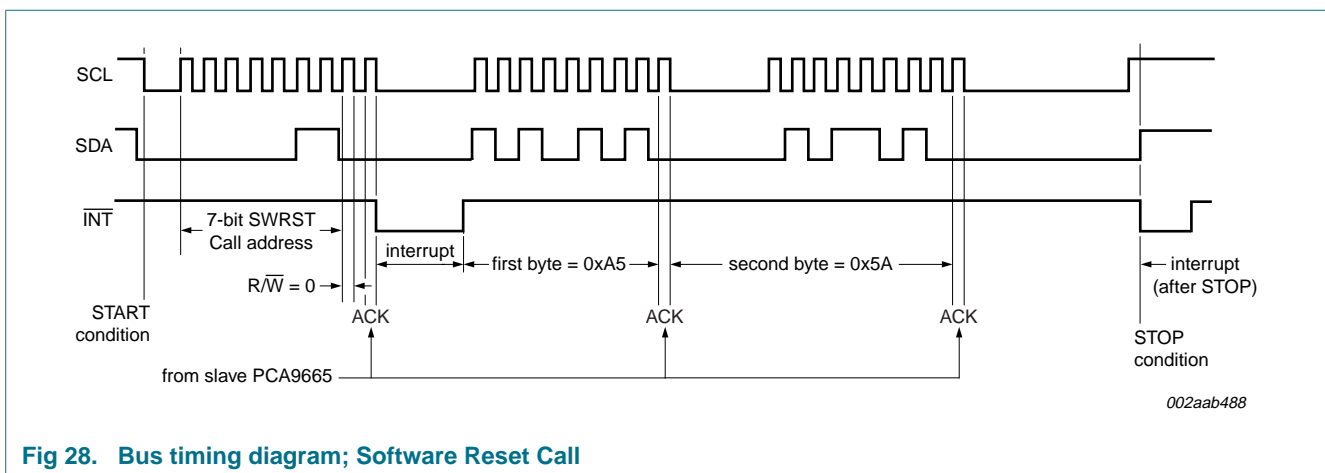 SCL
SDA
INT
7-bit SWRST
Call address
R/W = 0
interrupt
first byte = 0xA5
second byte = 0x5A
interrupt
(after STOP)
START
condition
ACK
ACK
ACK
STOP
condition
from slave PCA9665
002aab488
Fig 28. Bus timing diagram; Software Reset Call